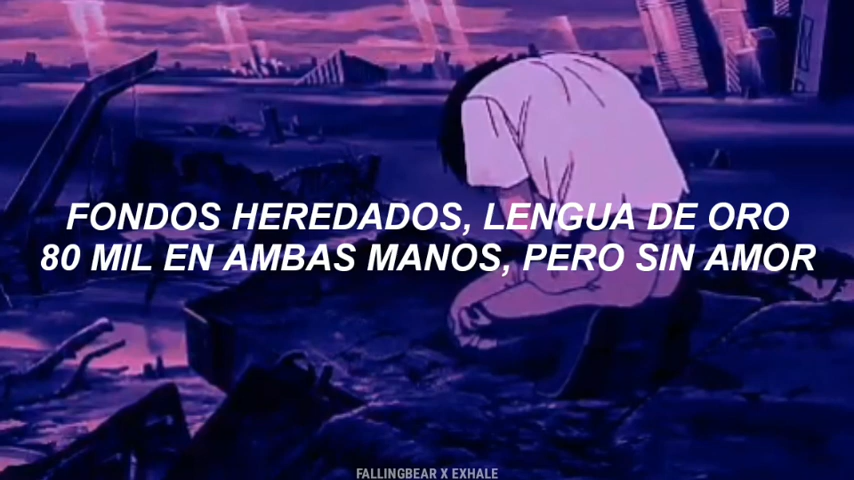 FONDOS HEREDADOS, LENGUA DE ORO
80 MIL EN AMBAS MANOS, PERO SIN AMOR
FALLINGBEAR X EXHALE